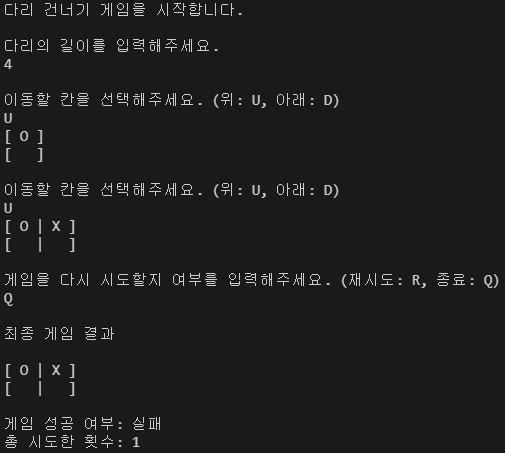 다리 건너기 게임을 시작합니다.
다리의 길이를 입력해주세요.
4
이동할 칸을 선택해주세요. (위: U, 아래: D)
U
[ O ]
[   ]
이동할 칸을 선택해주세요. (위: U, 아래: D)
U
[ O | X ]
[   |   ]
게임을 다시 시도할지 여부를 입력해주세요. (재시도: R, 종료: Q)
Q
최종 게임 결과
[ O | X ]
[   |   ]
게임 성공 여부: 실패
총 시도한 횟수: 1